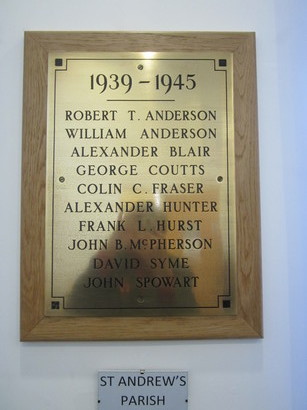 1939 - 1945
ROBERT T. ANDERSON
WILLIAM ANDERSON
ALEXANDER BLAIR
GEORGE COUTTS
COLIN C. FRASER
ALEXANDER HUNTER
FRANK L. HURST
JOHN B. McPHERSON
DAVID SYME
JOHN SPOWART
ST ANDREW'S
PARISH